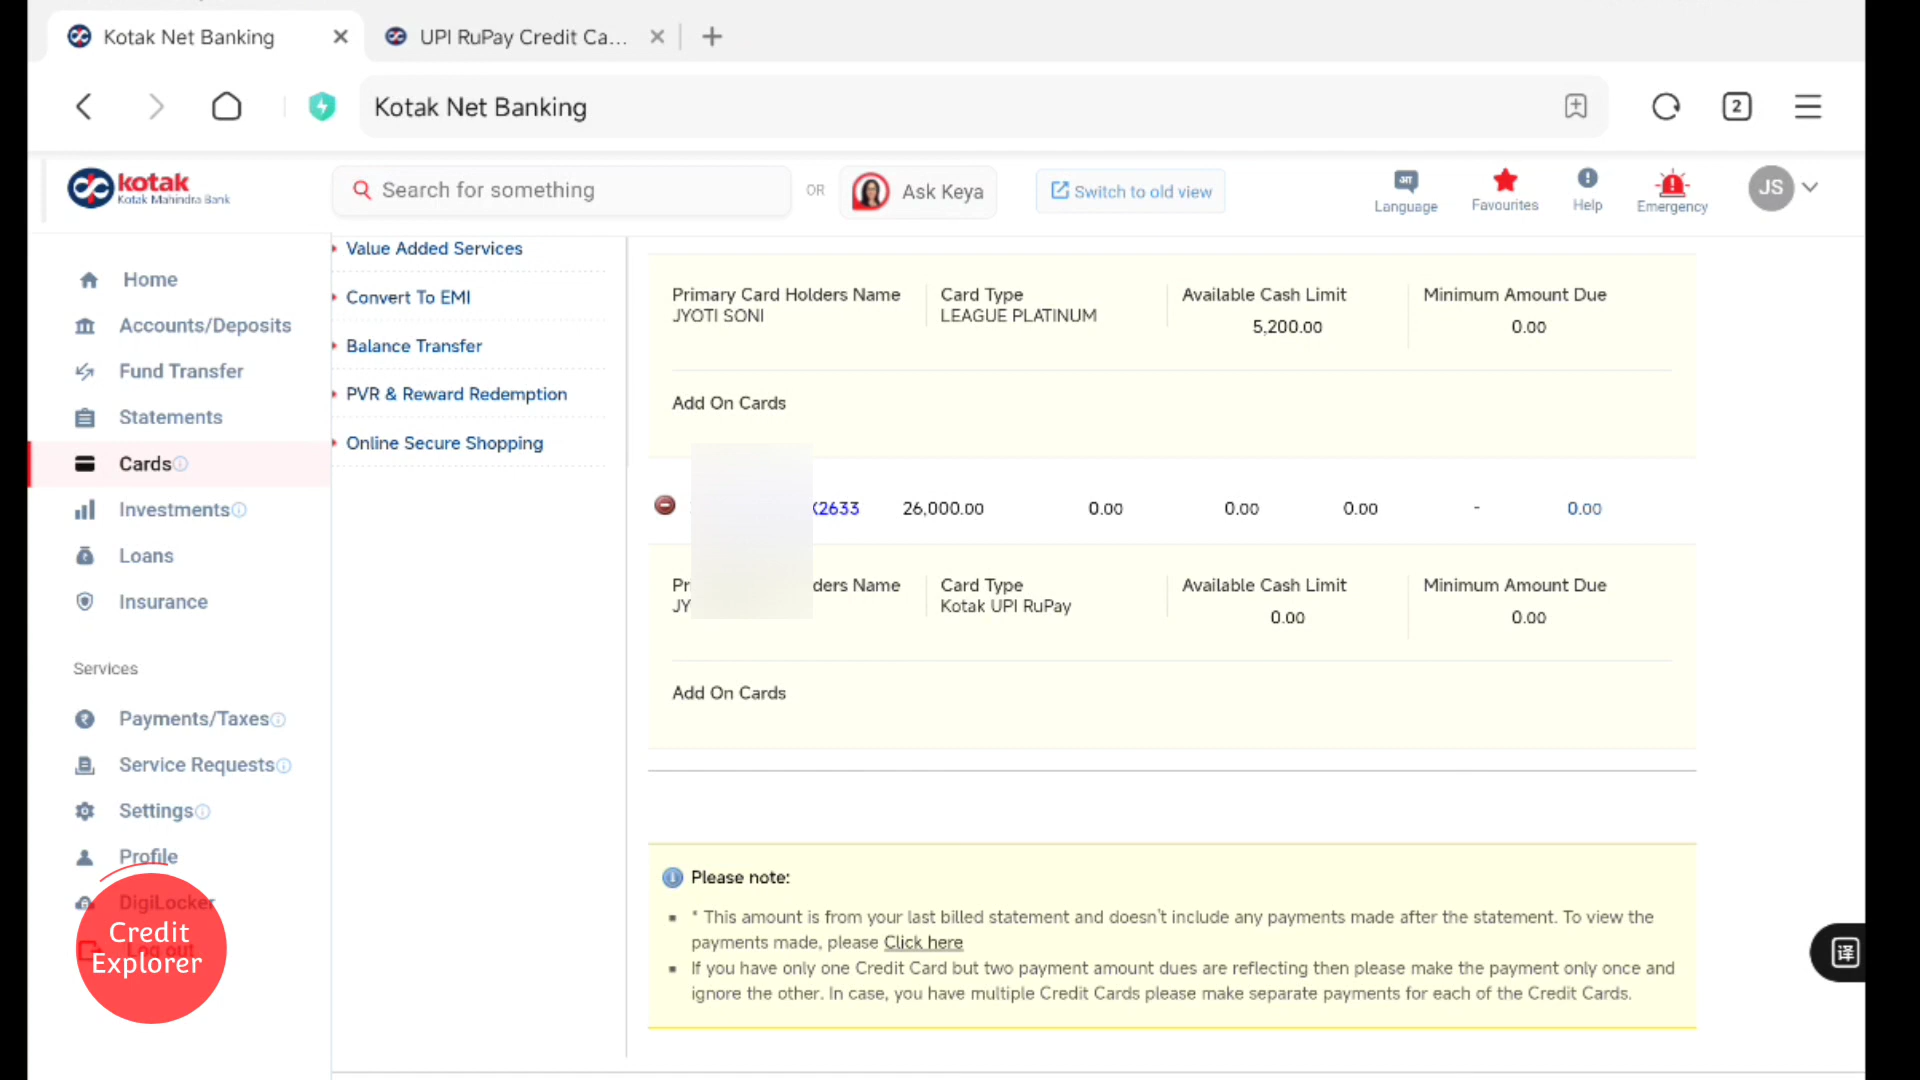 Kotak Net Banking
UPI RuPay Credit Ca...
Kotak Net Banking
2
kotak
Kotak Mahindra Bank
Search for something
OR
Ask Keya
Switch to old view
अा
Language
Favourites
Help
Emergency
JS
Home
Accounts/Deposits
Fund Transfer
Statements
Cards
Investments
Loans
Insurance
Services
Payments/Taxes
Service Requests
Settings
Profile
DigiLocker
Log out
Credit
Explorer
Value Added Services
Convert To EMI
Balance Transfer
PVR & Reward Redemption
Online Secure Shopping
Primary Card Holders Name Card Type Available Cash Limit Minimum Amount Due
JYOTI SONI LEAGUE PLATINUM 5,200.00 0.00
Add On Cards
X2633 26,000.00 0.00 0.00 0.00 - 0.00
Pr ders Name Card Type Available Cash Limit Minimum Amount Due
JY Kotak UPI RuPay 0.00 0.00
Add On Cards
Please note:
* This amount is from your last billed statement and doesn't include any payments made after the statement. To view the
payments made, please Click here
If you have only one Credit Card but two payment amount dues are reflecting then please make the payment only once and
ignore the other. In case, you have multiple Credit Cards please make separate payments for each of the Credit Cards.
译